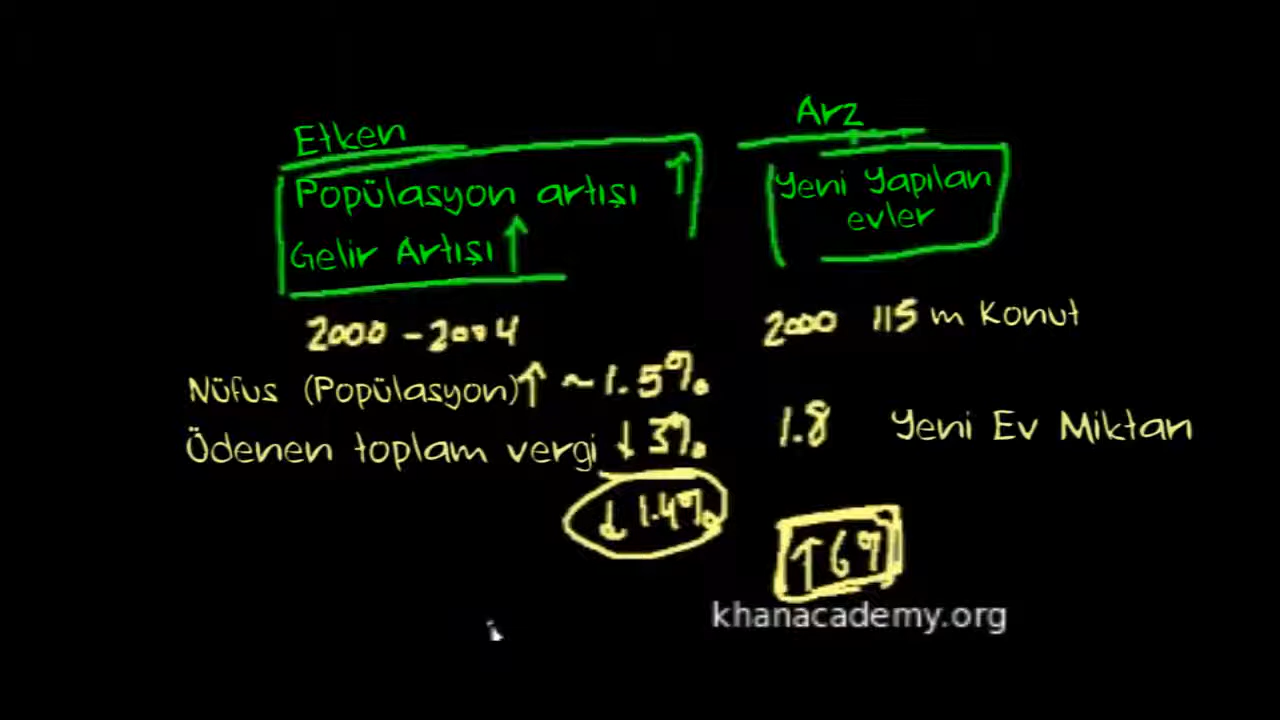 Etken
Popülasyon artışı ↑
Gelir Artışı ↑
2000 - 2004
Nüfus (Popülasyon) ↑ ~ 1.5%
Ödenen toplam vergi ↓ 3%
↓ 1.4%
Arz
Yeni Yapılan
evler
2000 115 m Konut
1.8 Yeni Ev Miktarı
↑ 6%
khanacademy.org